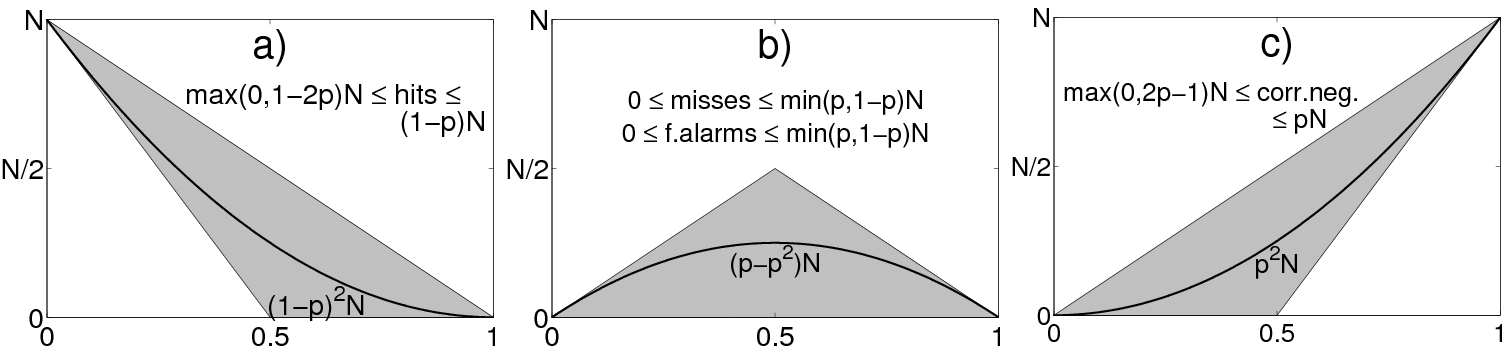 a)
N
N/2
0
max(0,1−2p)N ≤ hits ≤
(1−p)N
(1−p)²N
0 0.5 1
b)
N
N/2
0
0 ≤ misses ≤ min(p,1−p)N
0 ≤ f.alarms ≤ min(p,1−p)N
(p−p²)N
0 0.5 1
c)
N
N/2
0
max(0,2p−1)N ≤ corr.neg.
≤ pN
p²N
0 0.5 1